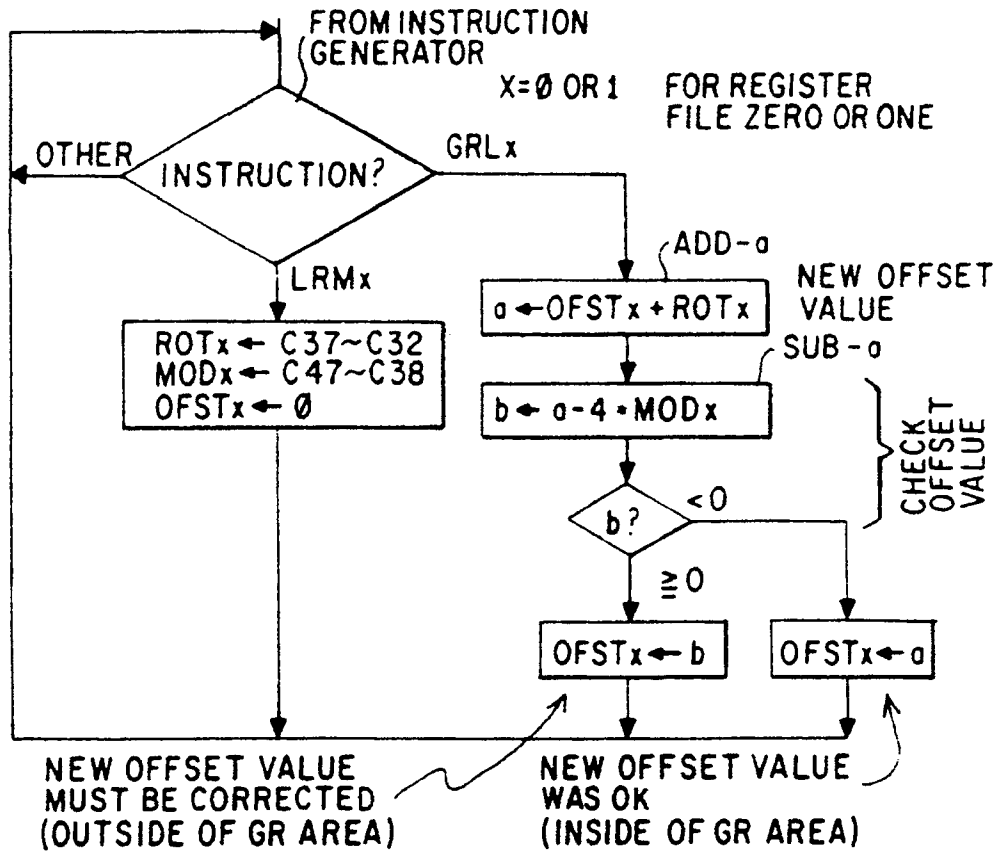 FROM INSTRUCTION
GENERATOR
X=Ø OR 1 FOR REGISTER
FILE ZERO OR ONE
OTHER
INSTRUCTION?
GRLx
LRMx
ROTx ← C37~C32
MODx ← C47~C38
OFSTx ← Ø
ADD-a
a ← OFSTx + ROTx
NEW OFFSET
VALUE
SUB-a
b ← a-4 * MODx
CHECK
OFFSET
VALUE
b?
<0
≧0
OFSTx ← b
OFSTx ← a
NEW OFFSET VALUE
MUST BE CORRECTED
(OUTSIDE OF GR AREA)
NEW OFFSET VALUE
WAS OK
(INSIDE OF GR AREA)